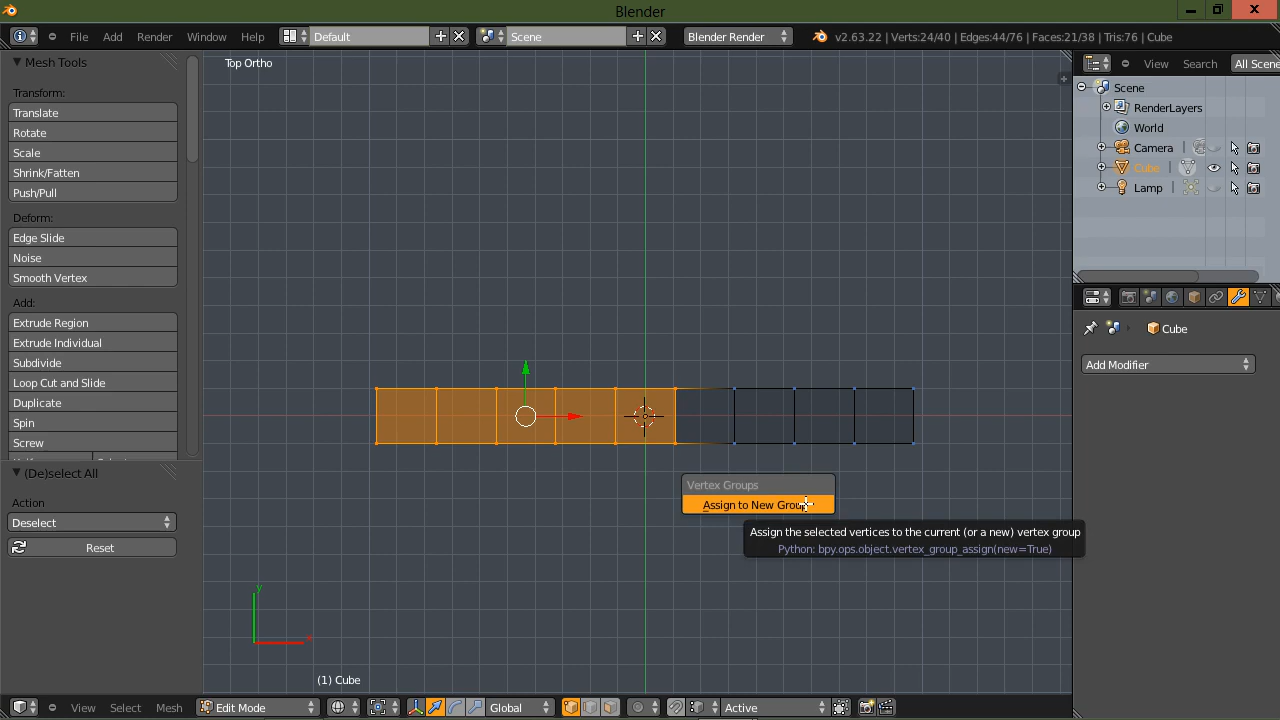 Blender
File Add Render Window Help Default Scene Blender Render v2.63.22 | Verts:24/40 | Edges:44/76 | Faces:21/38 | Tris:76 | Cube
Mesh Tools
Transform:
Translate
Rotate
Scale
Shrink/Fatten
Push/Pull
Deform:
Edge Slide
Noise
Smooth Vertex
Add:
Extrude Region
Extrude Individual
Subdivide
Loop Cut and Slide
Duplicate
Spin
Screw
(De)select All
Action
Deselect
Reset
Top Ortho
Vertex Groups
Assign to New Group
Assign the selected vertices to the current (or a new) vertex group
Python: bpy.ops.object.vertex_group_assign(new=True)
y
(1) Cube
View Select Mesh Edit Mode Global Active
View Search All Scene
Scene
RenderLayers
World
Camera
Cube
Lamp
Cube
Add Modifier